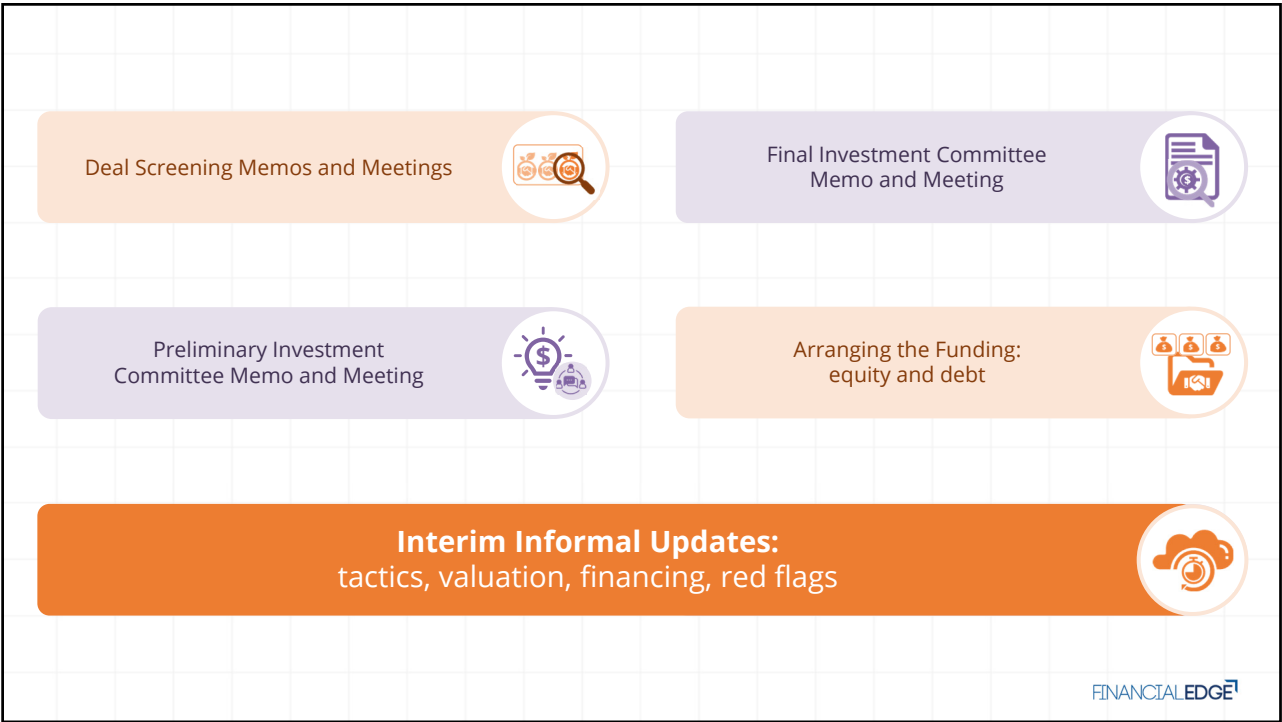 Deal Screening Memos and Meetings
Preliminary Investment
Committee Memo and Meeting
Final Investment Committee
Memo and Meeting
Arranging the Funding:
equity and debt
Interim Informal Updates:
tactics, valuation, financing, red flags
FINANCIALEDGE